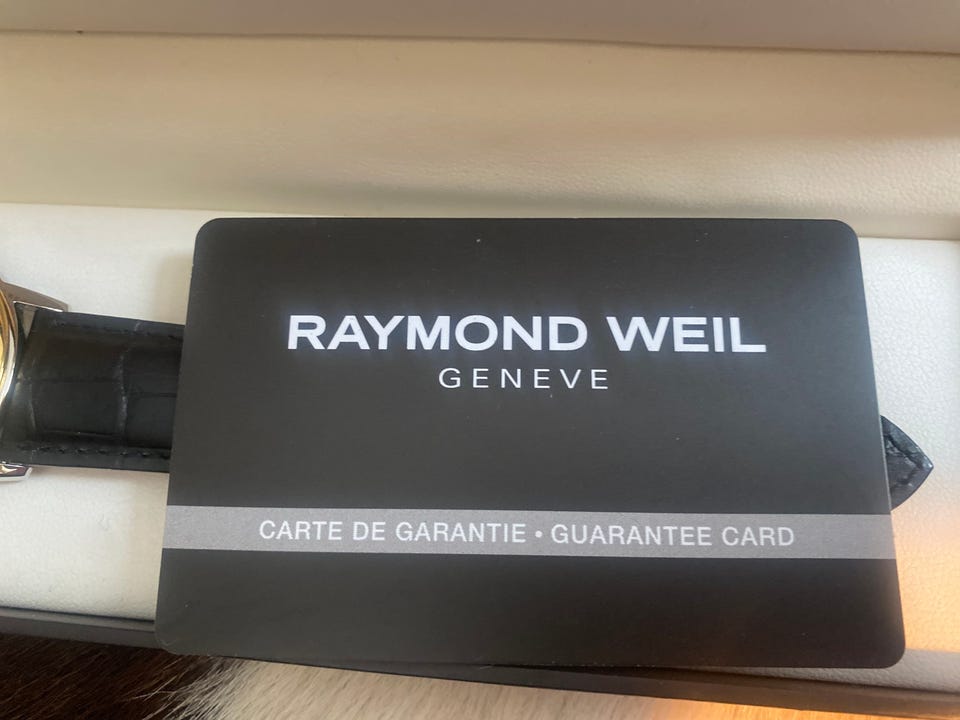 RAYMOND WEIL
GENEVE
CARTE DE GARANTIE • GUARANTEE CARD